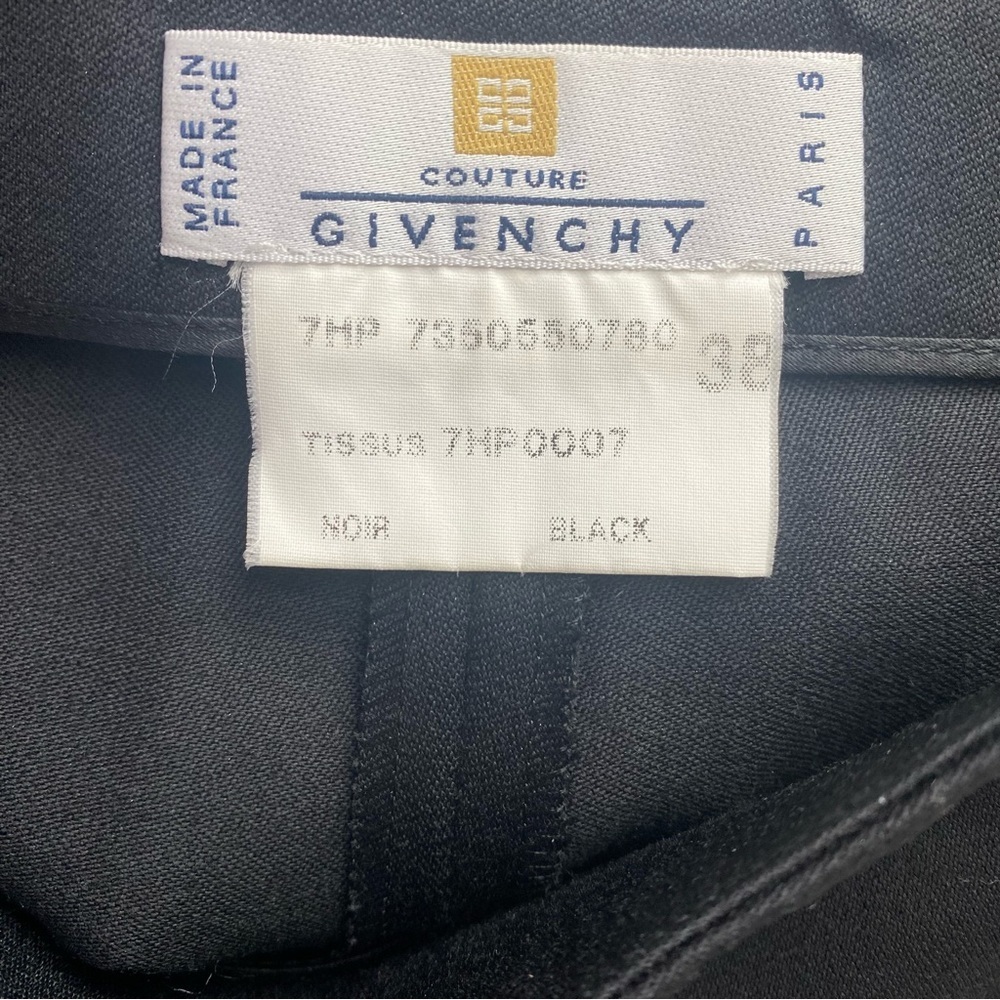 MADE IN
FRANCE
COUTURE
GIVENCHY
PARIS
7HP 7350550780
38
TISSUS 7HP0007
NOIR BLACK